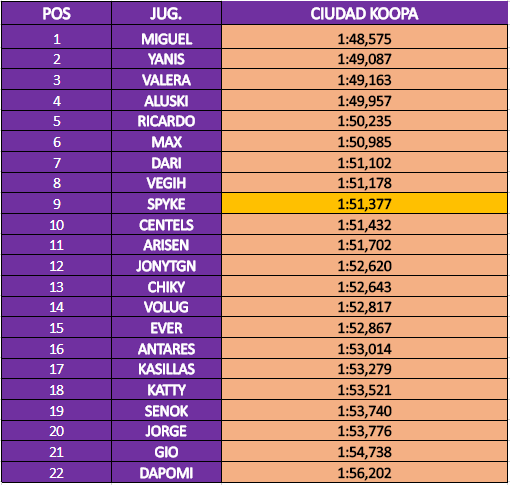 POS JUG. CIUDAD KOOPA
1 MIGUEL 1:48,575
2 YANIS 1:49,087
3 VALERA 1:49,163
4 ALUSKI 1:49,957
5 RICARDO 1:50,235
6 MAX 1:50,985
7 DARI 1:51,102
8 VEGIH 1:51,178
9 SPYKE 1:51,377
10 CENTELS 1:51,432
11 ARISEN 1:51,702
12 JONYTGN 1:52,620
13 CHIKY 1:52,643
14 VOLUG 1:52,817
15 EVER 1:52,867
16 ANTARES 1:53,014
17 KASILLAS 1:53,279
18 KATTY 1:53,521
19 SENOK 1:53,740
20 JORGE 1:53,776
21 GIO 1:54,738
22 DAPOMI 1:56,202